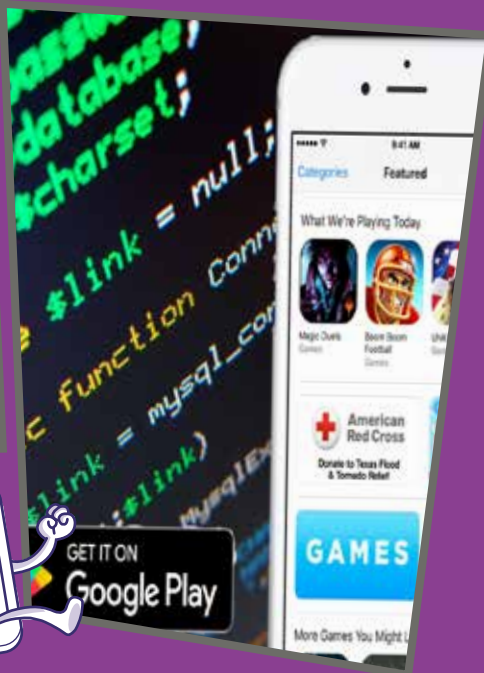 database;
$charset;
$link = null;
function Conn
= mysql_con
$link)
MysqlEx
GET IT ON
Google Play
9:41 AM
Categories
Featured
What We're Playing Today
Magic Duels
Games
Boom Boom
Football
Games
American
Red Cross
Donate to Texas Flood
& Tornado Relief
GAMES
More Games You Might L